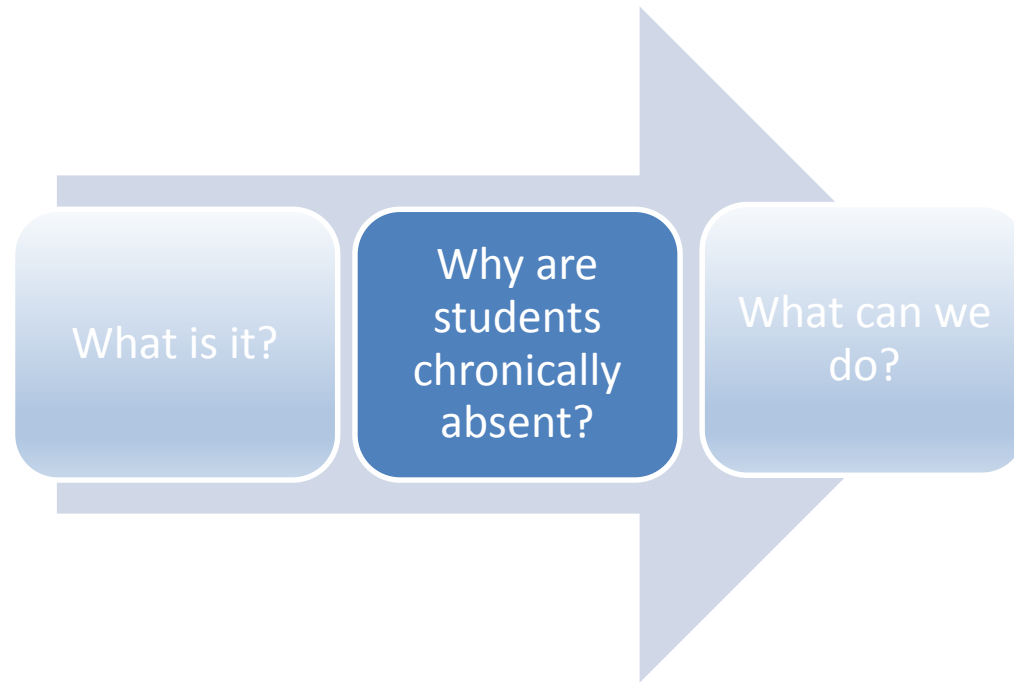 What is it?
Why are
students
chronically
absent?
What can we
do?